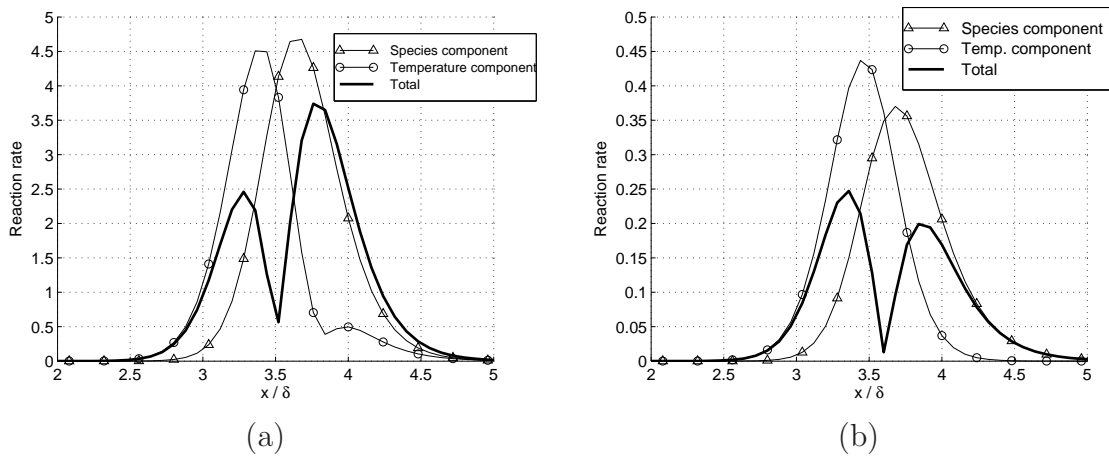 5
4.5
4
3.5
3
2.5
2
1.5
1
0.5
0
Reaction rate
Species component
Temperature component
Total
2 2.5 3 3.5 4 4.5 5
x / δ
(a)
0.5
0.45
0.4
0.35
0.3
0.25
0.2
0.15
0.1
0.05
0
Reaction rate
Species component
Temp. component
Total
2 2.5 3 3.5 4 4.5 5
x / δ
(b)